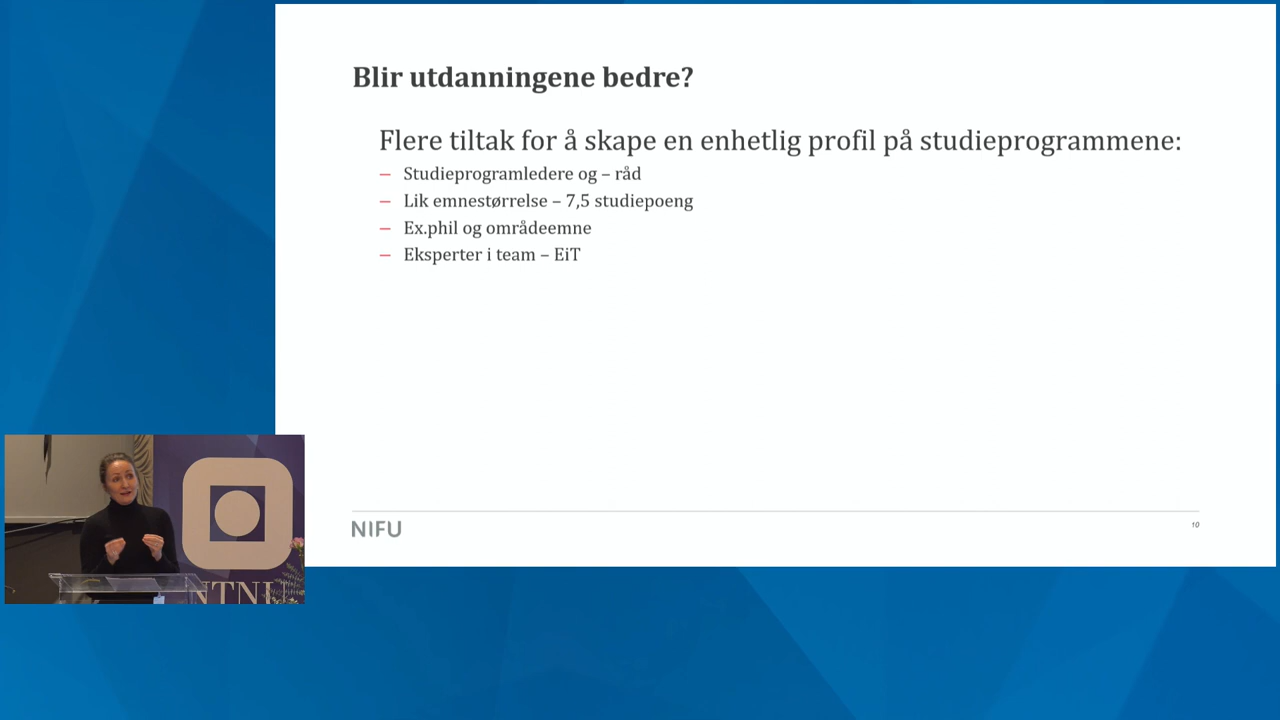 Blir utdanningene bedre?
Flere tiltak for å skape en enhetlig profil på studieprogrammene:
– Studieprogramledere og – råd
– Lik emnestørrelse – 7,5 studiepoeng
– Ex.phil og områdeemne
– Eksperter i team – EiT
NIFU
10
NTNU